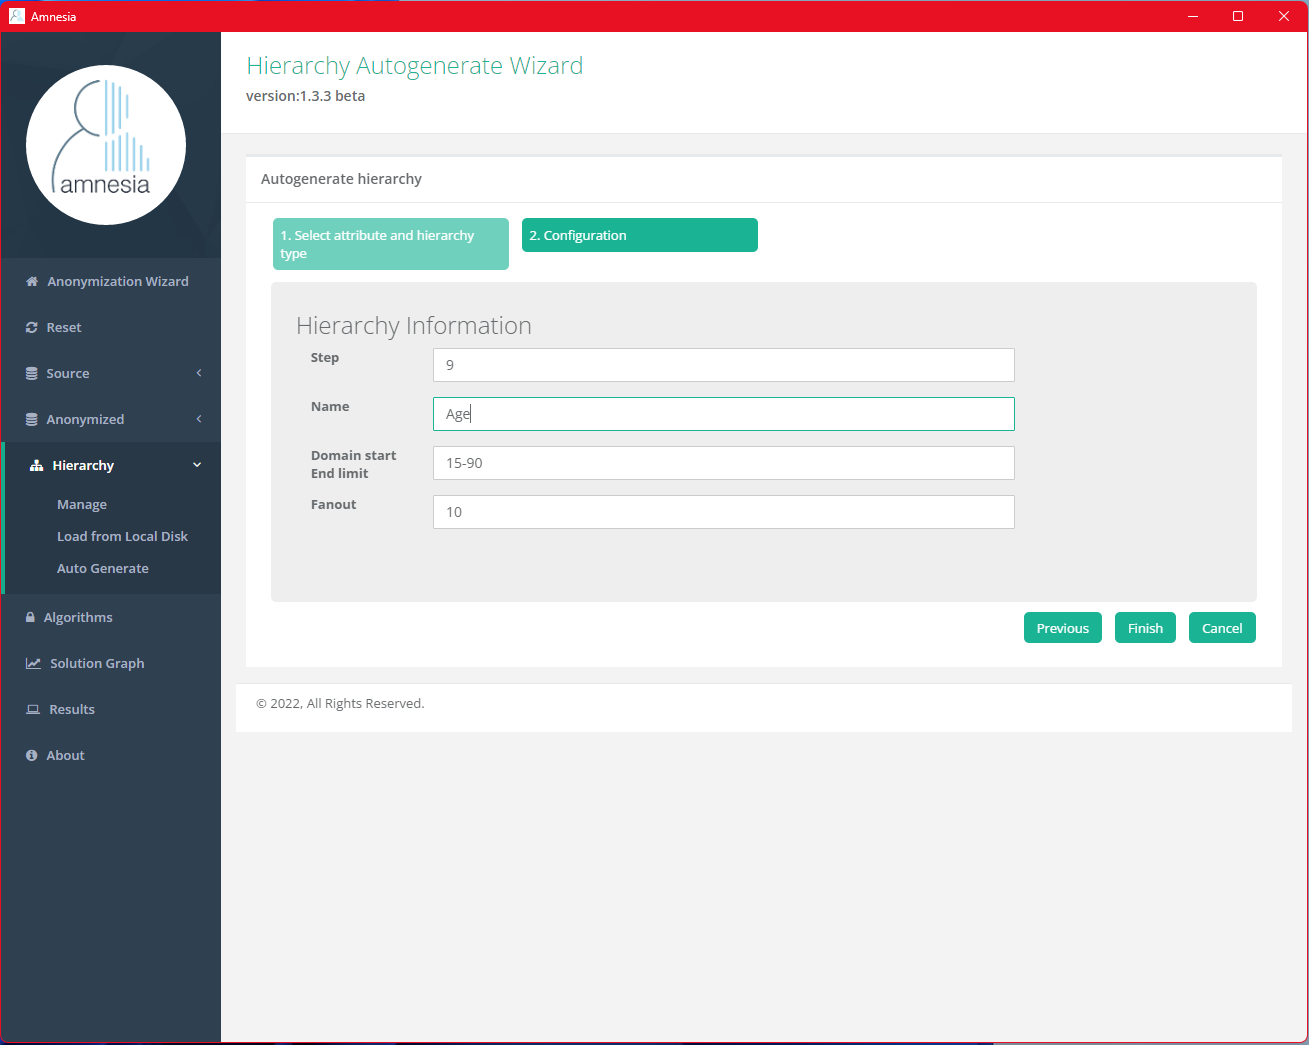 Amnesia
amnesia
Anonymization Wizard
Reset
Source
Anonymized
Hierarchy
Manage
Load from Local Disk
Auto Generate
Algorithms
Solution Graph
Results
About
Hierarchy Autogenerate Wizard
version:1.3.3 beta
Autogenerate hierarchy
1. Select attribute and hierarchy
type
2. Configuration
Hierarchy Information
Step
9
Name
Age
Domain start
End limit
15-90
Fanout
10
Previous
Finish
Cancel
© 2022, All Rights Reserved.